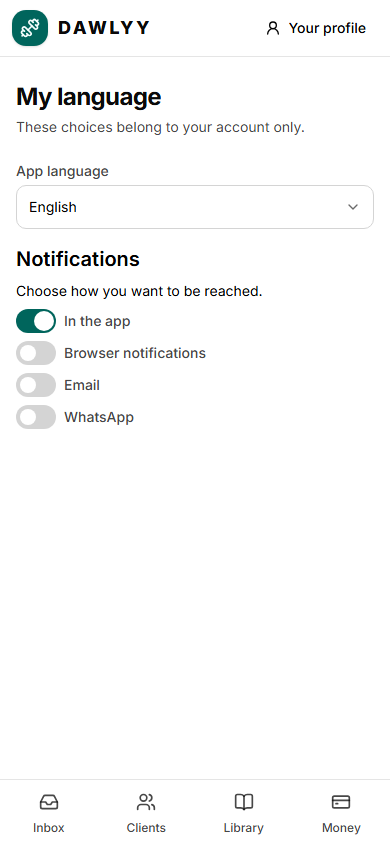 DAWLYY
Your profile
My language
These choices belong to your account only.
App language
English
Notifications
Choose how you want to be reached.
In the app
Browser notifications
Email
WhatsApp
Inbox
Clients
Library
Money